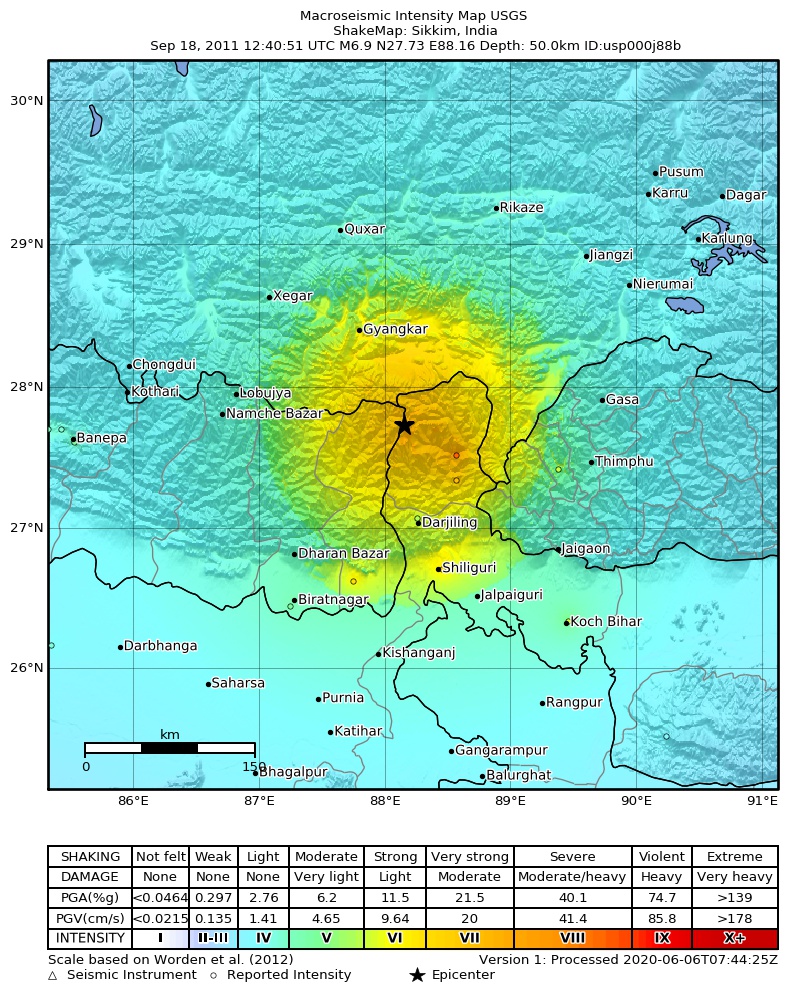 Macroseismic Intensity Map USGS
ShakeMap: Sikkim, India
Sep 18, 2011 12:40:51 UTC M6.9 N27.73 E88.16 Depth: 50.0km ID:usp000j88b
30°N
Pusum
Karru
Dagar
Rikaze
Quxar
Karlung
29°N
Jiangzi
Nierumai
Xegar
Gyangkar
Chongdui
28°N
Kothari
Lobujya
Gasa
Namche Bazar
Banepa
Thimphu
Darjiling
27°N
Dharan Bazar
Jaigaon
Shiliguri
Biratnagar
Jalpaiguri
Koch Bihar
Darbhanga
Kishanganj
26°N
Saharsa
Purnia
Rangpur
Katihar
km
Gangarampur
0 150
Bhagalpur
Balurghat
86°E 87°E 88°E 89°E 90°E 91°E
SHAKING Not felt Weak Light Moderate Strong Very strong Severe Violent Extreme
DAMAGE None None None Very light Light Moderate Moderate/heavy Heavy Very heavy
PGA(%g) <0.0464 0.297 2.76 6.2 11.5 21.5 40.1 74.7 >139
PGV(cm/s) <0.0215 0.135 1.41 4.65 9.64 20 41.4 85.8 >178
INTENSITY I II-III IV V VI VII VIII IX X+
Scale based on Worden et al. (2012) Version 1: Processed 2020-06-06T07:44:25Z
△ Seismic Instrument ○ Reported Intensity ★ Epicenter